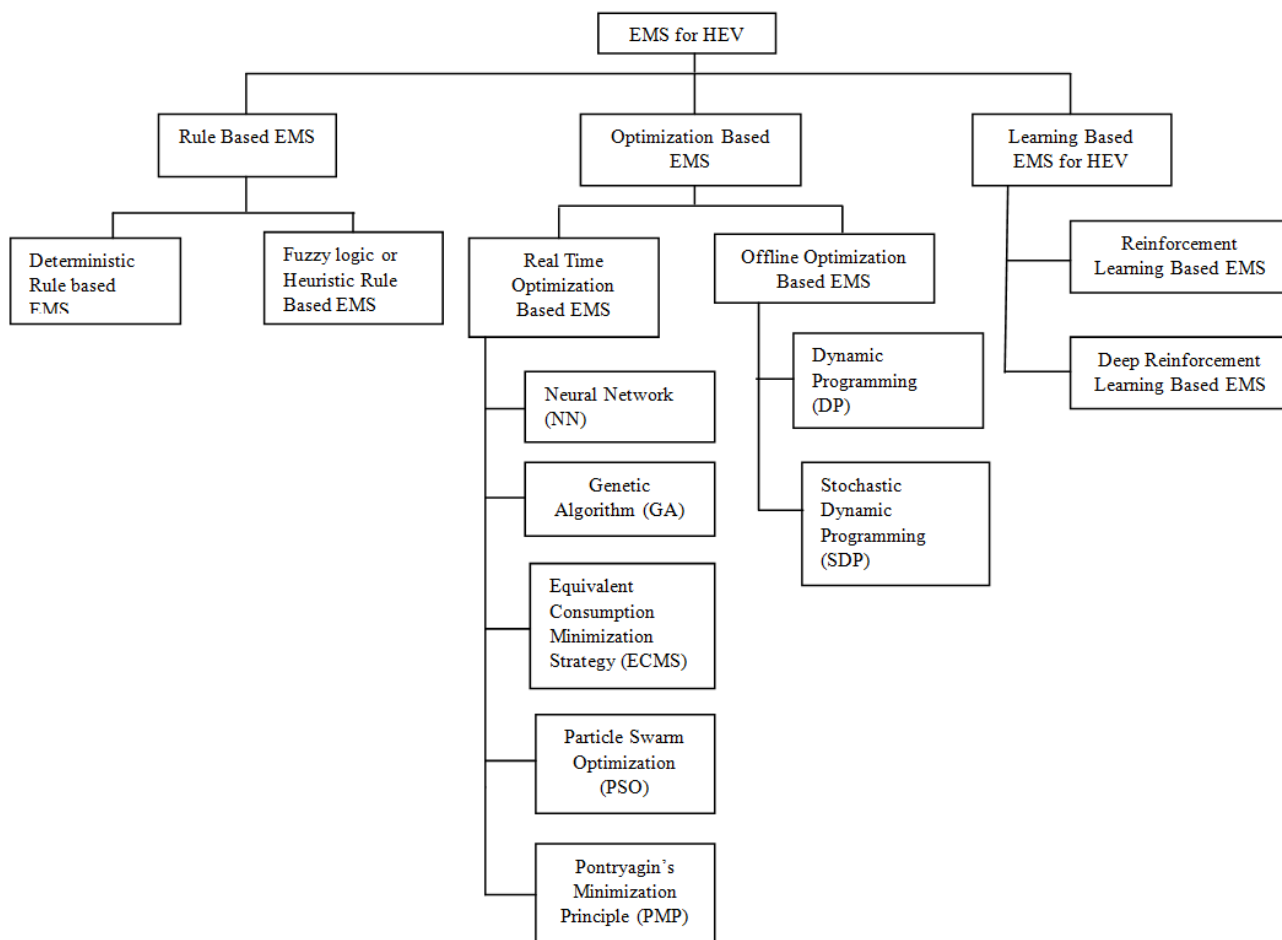 EMS for HEV
Rule Based EMS
Optimization Based
EMS
Learning Based
EMS for HEV
Deterministic
Rule based
EMS
Fuzzy logic or
Heuristic Rule
Based EMS
Real Time
Optimization
Based EMS
Offline Optimization
Based EMS
Reinforcement
Learning Based EMS
Deep Reinforcement
Learning Based EMS
Neural Network
(NN)
Genetic
Algorithm (GA)
Equivalent
Consumption
Minimization
Strategy (ECMS)
Particle Swarm
Optimization
(PSO)
Pontryagin’s
Minimization
Principle (PMP)
Dynamic
Programming
(DP)
Stochastic
Dynamic
Programming
(SDP)